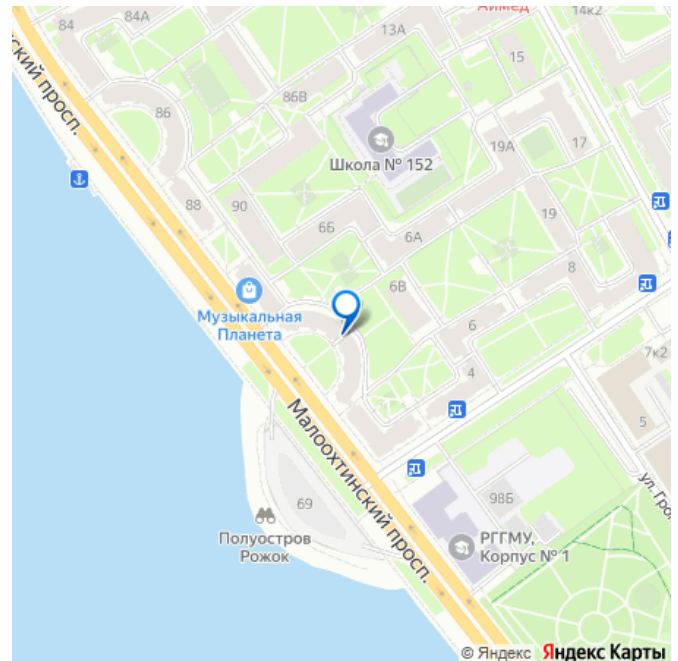 Аймед
14к2
84
84А
13А
15
86В
86
Школа № 152
19А
17
тский просп.
88
90
6Б
6А
19
8
6В
Музыкальная
Планета
6
7к2
4
5
Малоохтинский просп.
69
98Б
ул. Гро
Полуостров
Рожок
РГГМУ,
Корпус № 1
© Яндекс Яндекс Карты